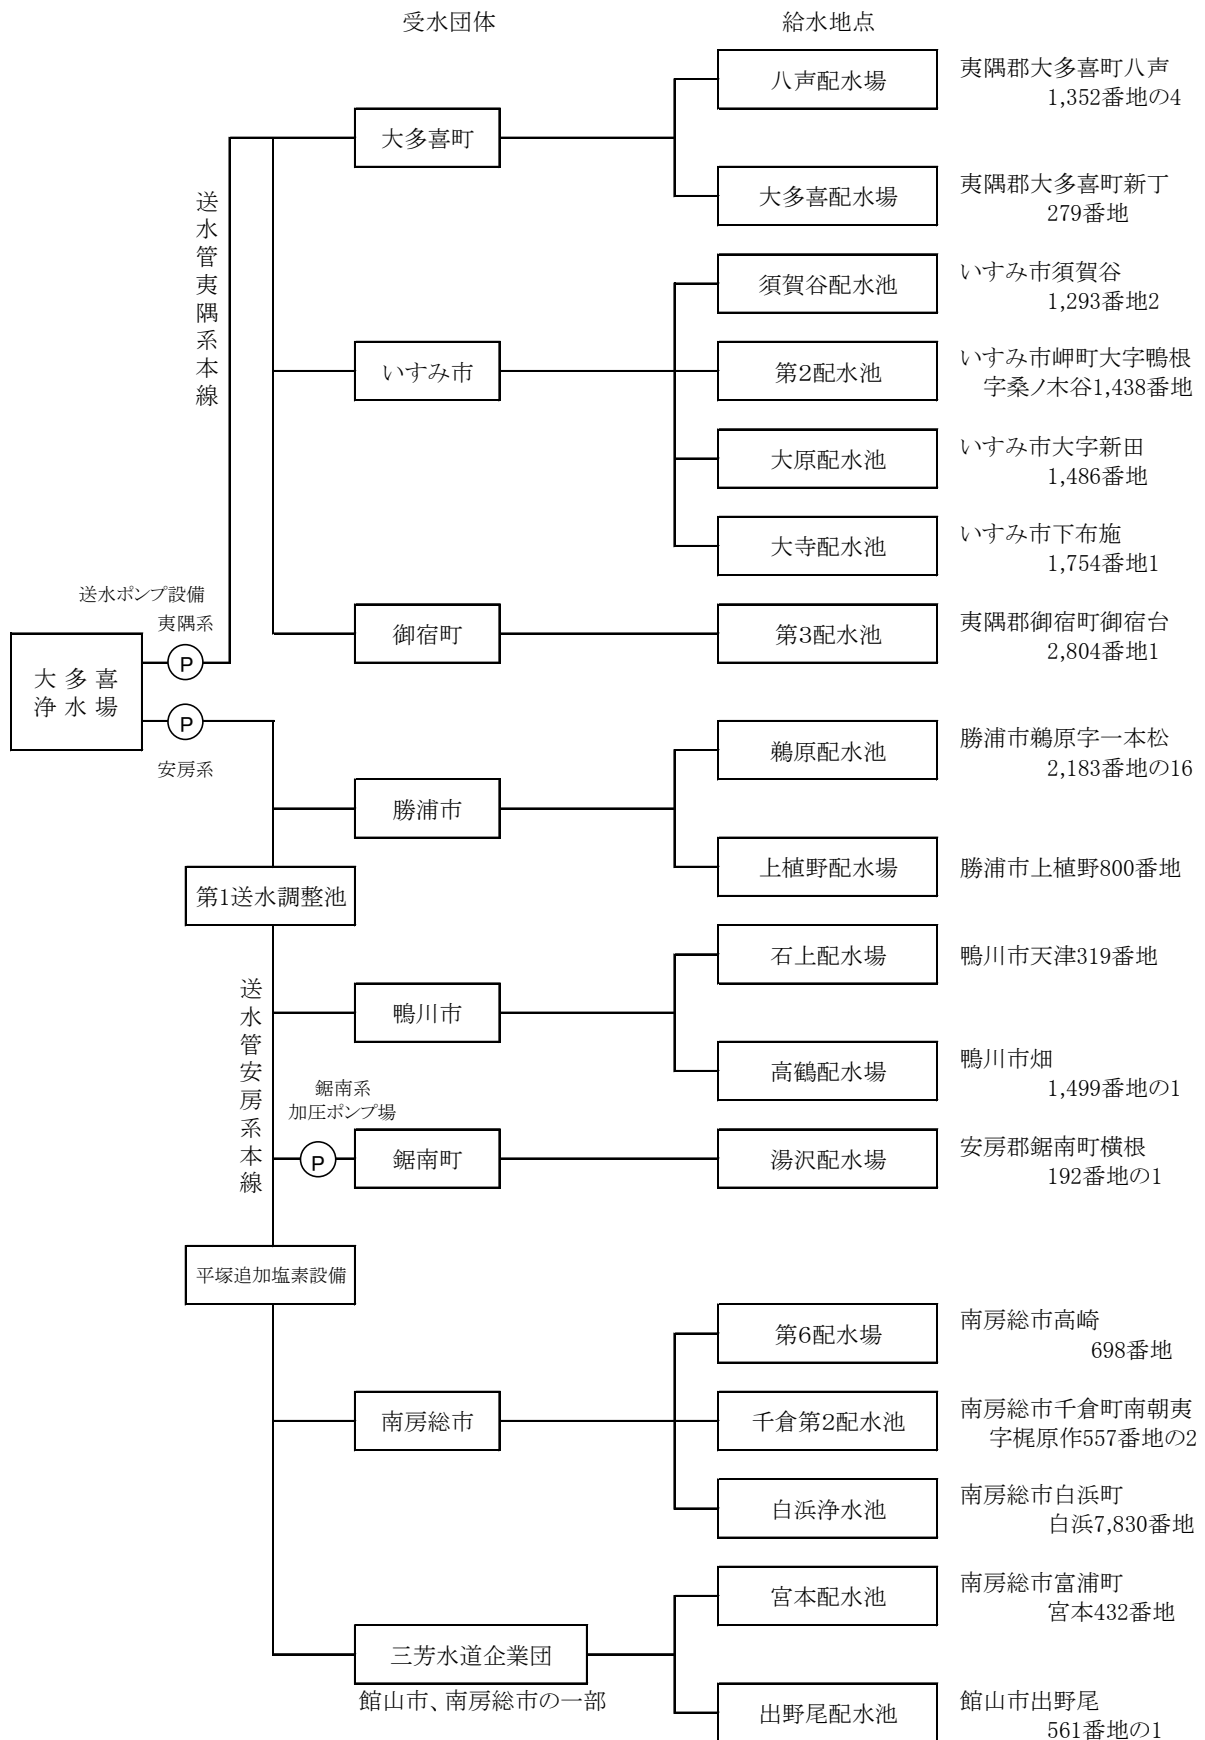 受水団体
給水地点
八声配水場
夷隅郡大多喜町八声
1,352番地の4
大多喜町
大多喜配水場
夷隅郡大多喜町新丁
279番地
送水管夷隅系本線
須賀谷配水池
いすみ市須賀谷
1,293番地2
いすみ市
第2配水池
いすみ市岬町大字鴨根
字桑ノ木谷1,438番地
大原配水池
いすみ市大字新田
1,486番地
大寺配水池
いすみ市下布施
1,754番地1
送水ポンプ設備
夷隅系
P
御宿町
第3配水池
夷隅郡御宿町御宿台
2,804番地1
大多喜
浄水場
P
安房系
鵜原配水池
勝浦市鵜原字一本松
2,183番地の16
勝浦市
上植野配水場
勝浦市上植野800番地
第1送水調整池
石上配水場
鴨川市天津319番地
送水管安房系本線
鴨川市
高鶴配水場
鴨川市畑
1,499番地の1
鋸南系
加圧ポンプ場
P
鋸南町
湯沢配水場
安房郡鋸南町横根
192番地の1
平塚追加塩素設備
第6配水場
南房総市高崎
698番地
南房総市
千倉第2配水池
南房総市千倉町南朝夷
字梶原作557番地の2
白浜浄水池
南房総市白浜町
白浜7,830番地
宮本配水池
南房総市富浦町
宮本432番地
三芳水道企業団
館山市、南房総市の一部
出野尾配水池
館山市出野尾
561番地の1